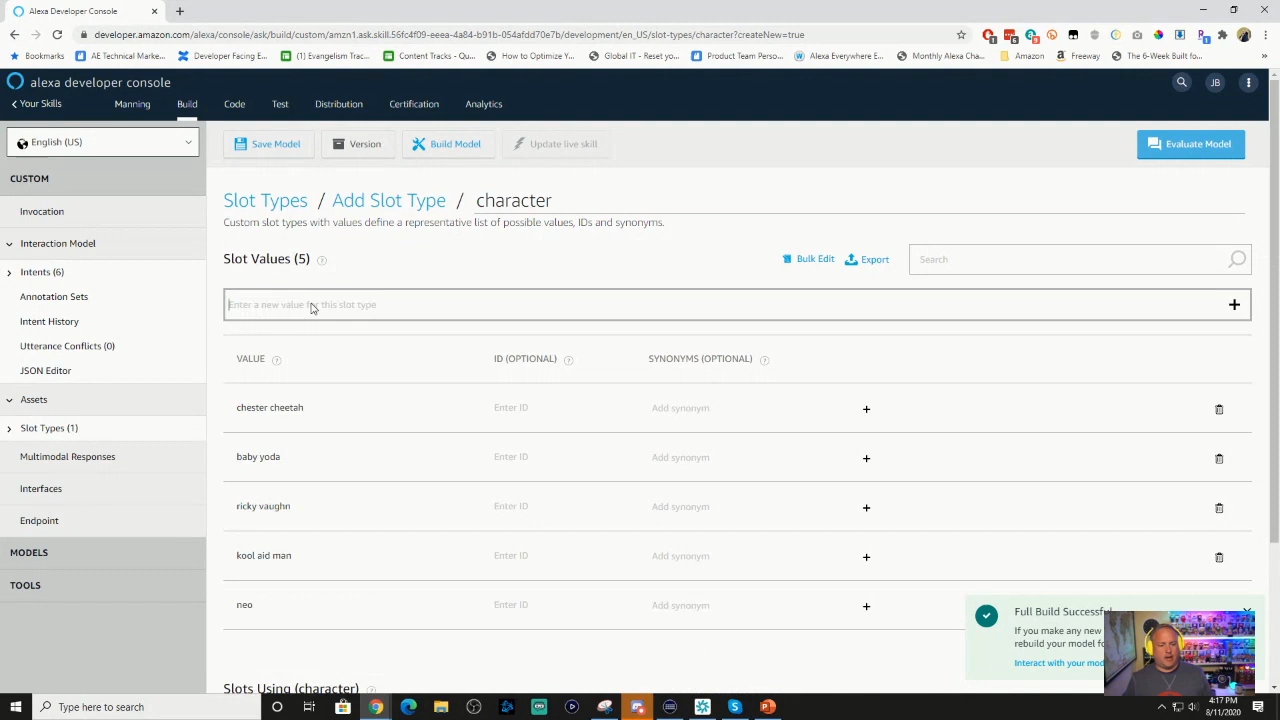 Alexa Developer Console
developer.amazon.com/alexa/console/ask/build/custom/amzn1.ask.skill.56fc4f09-eeea-4a84-b91b-054afdd70e7b/development/en_US/slot-types/character?createNew=true
Bookmarks
AE Technical Marke...
Developer Facing E...
(11) Evangelism Trac...
Content Tracks - Qu...
How to Optimize Y...
Global IT - Reset yo...
Product Team Perso...
Alexa Everywhere E...
Monthly Alexa Cha...
Amazon
Freeway
The 6-Week Built fo...
alexa developer console
JB
Your Skills
Manning
Build
Code
Test
Distribution
Certification
Analytics
English (US)
Save Model
Version
Build Model
Update live skill
Evaluate Model
CUSTOM
Invocation
Interaction Model
Intents (6)
Annotation Sets
Intent History
Utterance Conflicts (0)
JSON Editor
Assets
Slot Types (1)
Multimodal Responses
Interfaces
Endpoint
MODELS
TOOLS
Slot Types / Add Slot Type / character
Custom slot types with values define a representative list of possible values, IDs and synonyms.
Slot Values (5)
Bulk Edit
Export
Search
Enter a new value for this slot type
VALUE
ID (OPTIONAL)
SYNONYMS (OPTIONAL)
chester cheetah Enter ID Add synonym
baby yoda Enter ID Add synonym
ricky vaughn Enter ID Add synonym
kool aid man Enter ID Add synonym
neo Enter ID Add synonym
Full Build Successful
If you make any new
rebuild your model fo
Interact with your mod
Slots Using (character)
Type here to search
4:17 PM
8/11/2020